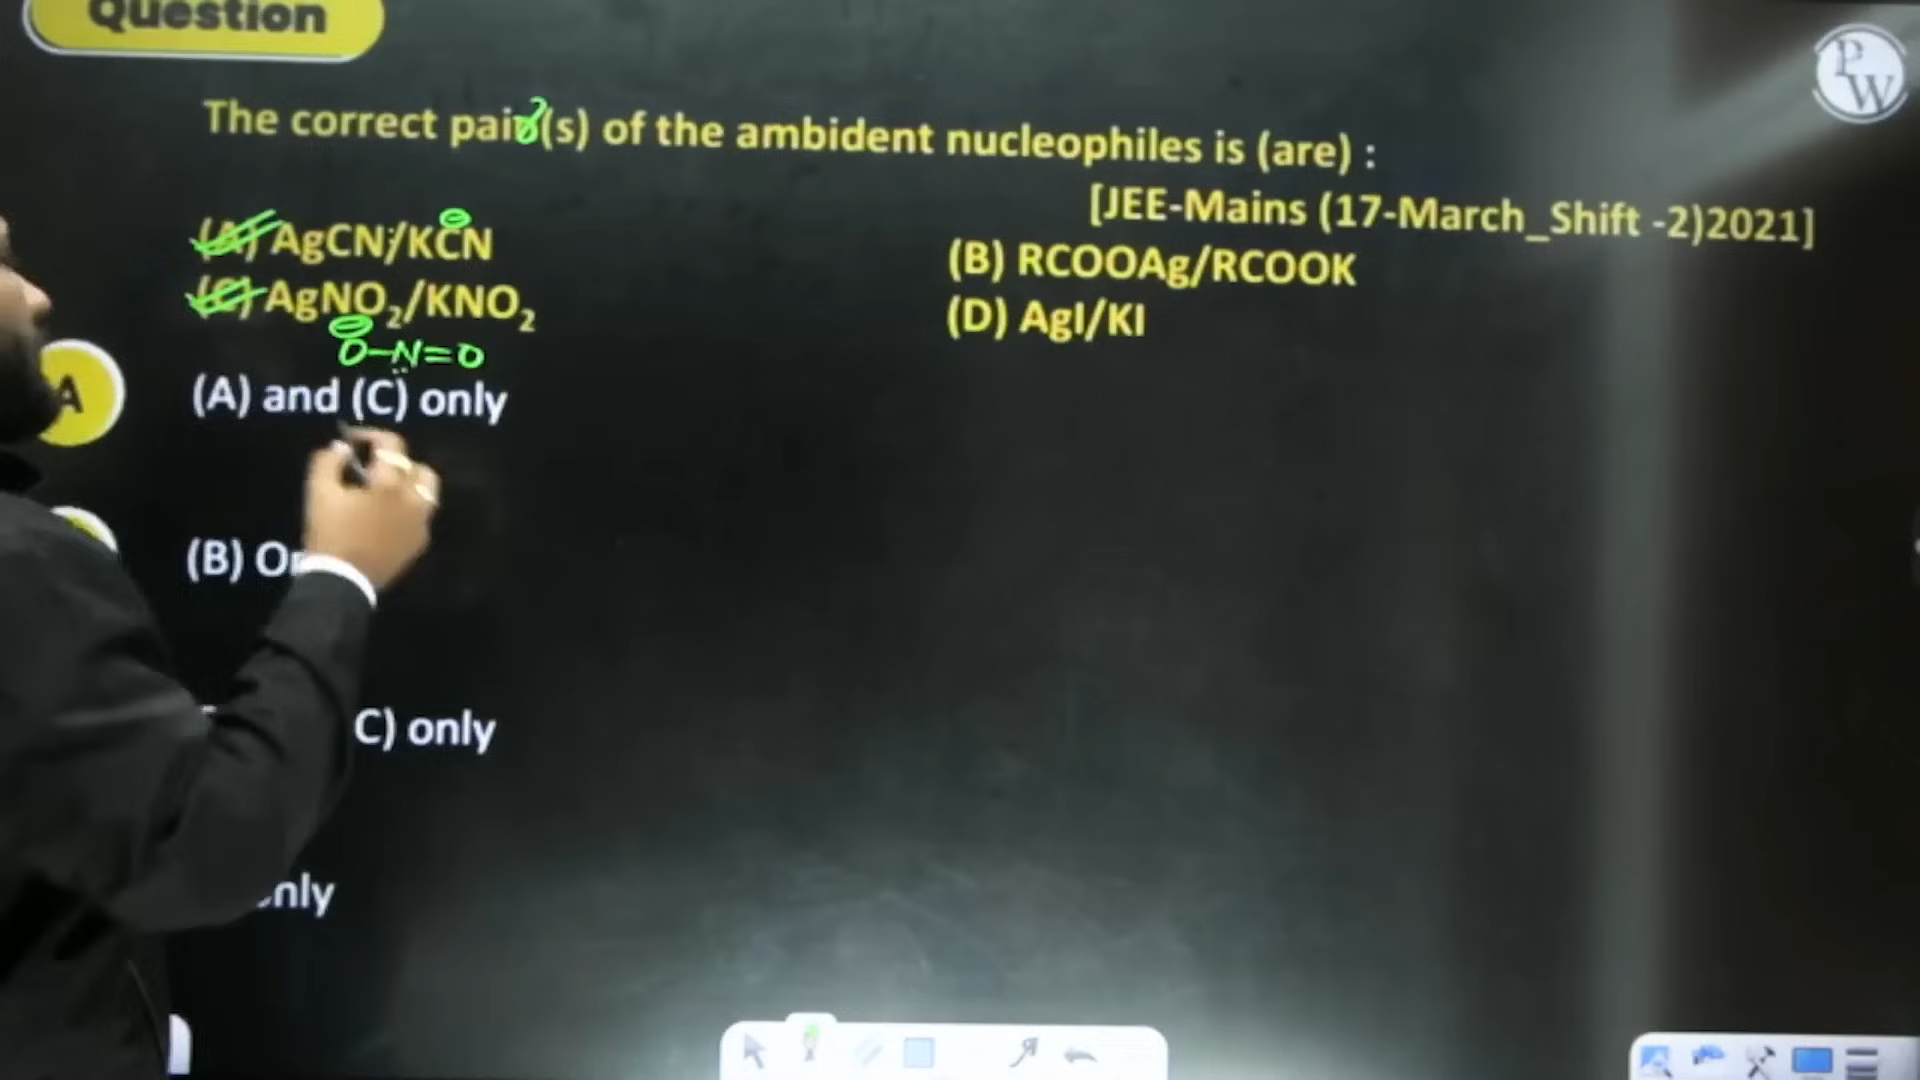 Question
PW
The correct pair(s) of the ambident nucleophiles is (are) :
[JEE-Mains (17-March_Shift -2)2021]
(A) AgCN/KCN
(B) RCOOAg/RCOOK
(C) AgNO₂/KNO₂
(D) AgI/KI
O–N=O
A
(A) and (C) only
(B)
C) only